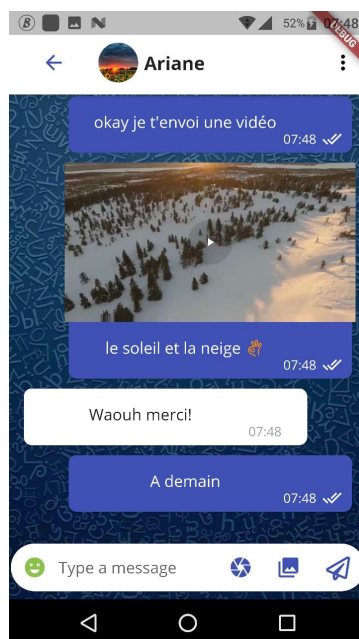 52% 07:48
DEBUG
Ariane
okay je t'envoi une vidéo
07:48
le soleil et la neige 👌
07:48
Waouh merci!
07:48
A demain
07:48
Type a message